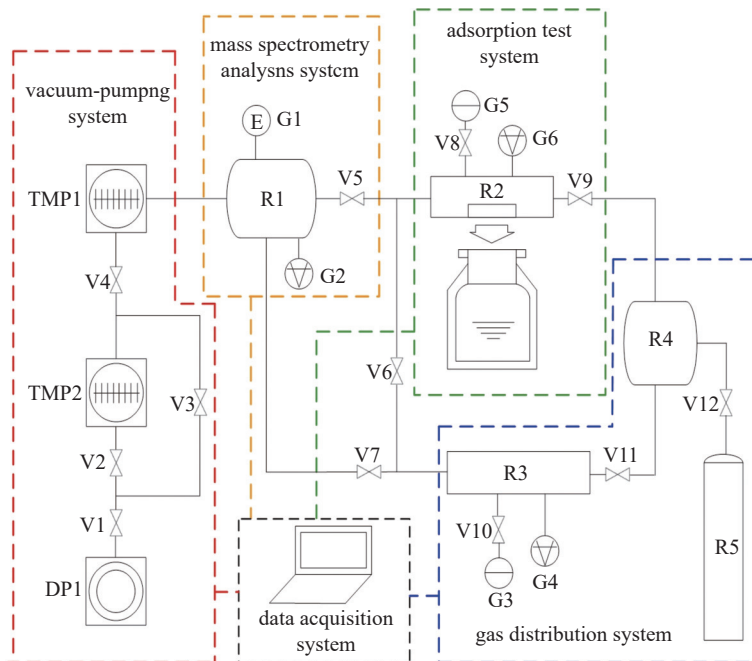 mass spectrometry
analysns systcm
adsorption test
system
vacuum-pumpng
system
E
G1
G5
V8
G6
TMP1
R1
V5
R2
V9
V4
G2
R4
V6
TMP2
V3
V12
V2
V7
R3
V11
V1
V10
R5
DP1
G3
G4
data acquisition
system
gas distribution system